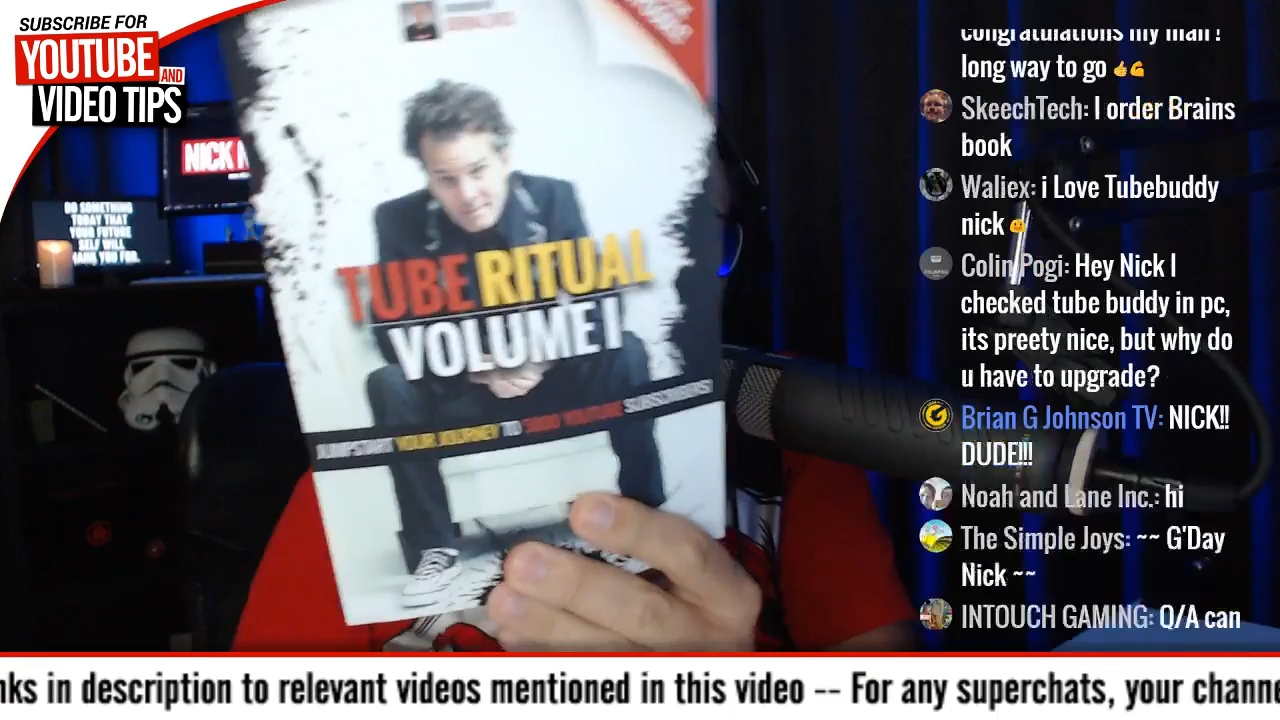 SUBSCRIBE FOR
YOUTUBE
AND
VIDEO TIPS
NICK N
DO SOMETHING
TODAY THAT
YOUR FUTURE
SELF WILL
THANK YOU FOR.
TUBE RITUAL
VOLUME I
JUMPSTART YOUR JOURNEY TO 5000 YOUTUBE SUBSCRIBERS!
congratulations my man !
long way to go 👍💪
SkeechTech: I order Brains
book
Waliex: i Love Tubebuddy
nick
Colin Pogi: Hey Nick I
checked tube buddy in pc,
its preety nice, but why do
u have to upgrade?
Brian G Johnson TV: NICK!!
DUDE!!!
Noah and Lane Inc.: hi
The Simple Joys: ~~ G'Day
Nick ~~
INTOUCH GAMING: Q/A can
nks in description to relevant videos mentioned in this video -- For any superchats, your channe